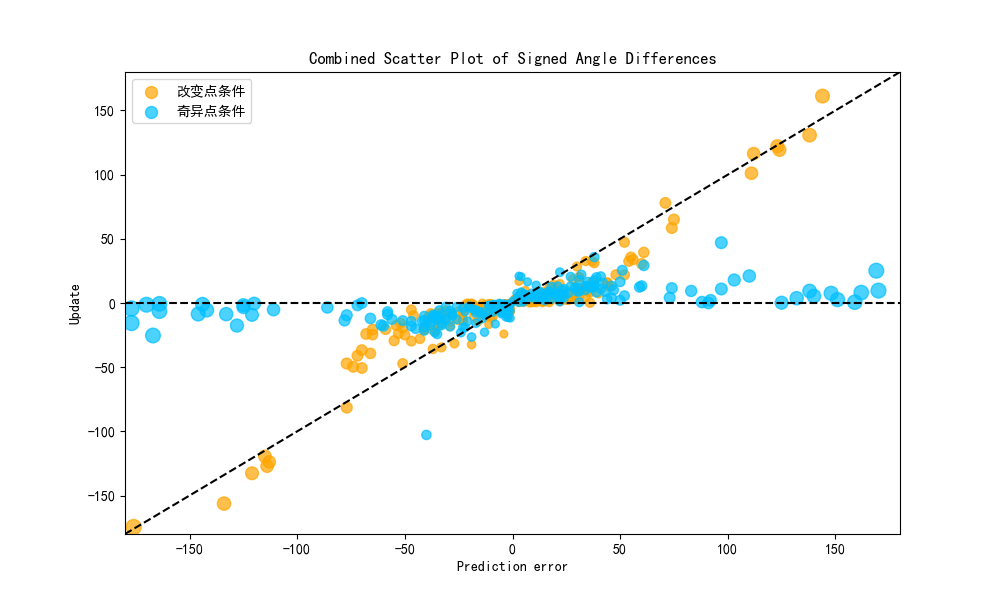 Combined Scatter Plot of Signed Angle Differences
改变点条件
奇异点条件
150
100
50
0
−50
−100
−150
Update
−150
−100
−50
0
50
100
150
Prediction error